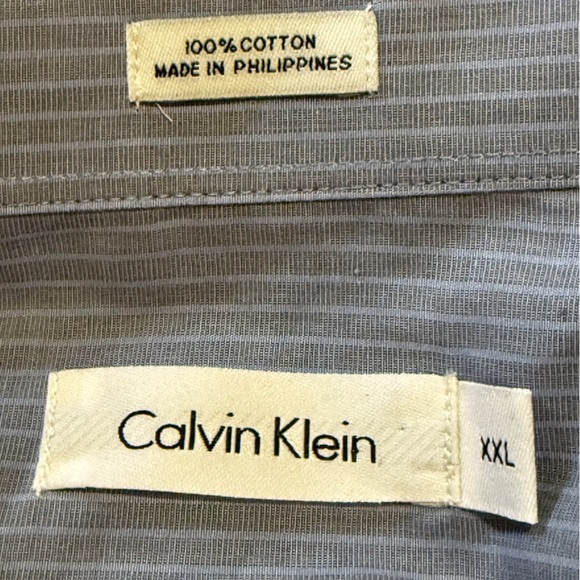 100% COTTON
MADE IN PHILIPPINES
Calvin Klein
XXL